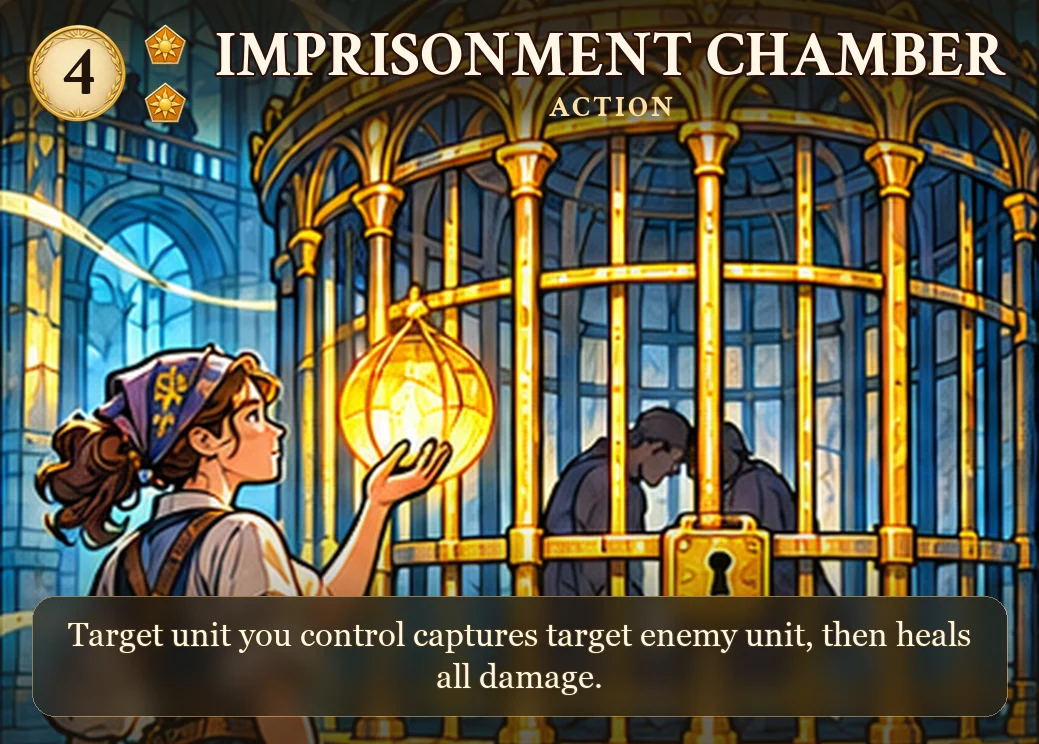 4
IMPRISONMENT CHAMBER
ACTION
Target unit you control captures target enemy unit, then heals
all damage.